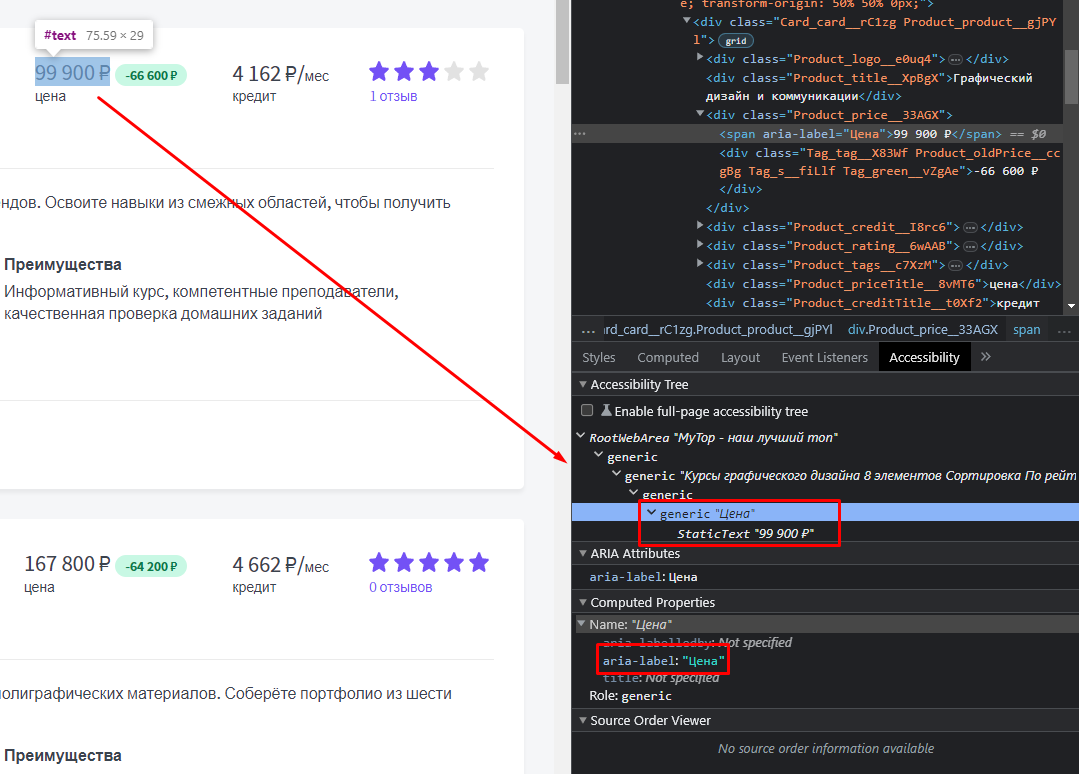 #text 75.59 × 29
99 900 ₽ -66 600 ₽
4 162 ₽/мес
цена
кредит
1 отзыв
ндов. Освоите навыки из смежных областей, чтобы получить
Преимущества
Информативный курс, компетентные преподаватели,
качественная проверка домашних заданий
167 800 ₽ -64 200 ₽
4 662 ₽/мес
цена
кредит
0 отзывов
полиграфических материалов. Соберёте портфолио из шести
Преимущества
e; transform-origin: 50% 50% 0px;">
<div class="Card_card__rC1zg Product_product__gjPY
l"> grid
<div class="Product_logo__e0uq4"> … </div>
<div class="Product_title__XpBgX">Графический
дизайн и коммуникации</div>
<div class="Product_price__33AGX">
… <span aria-label="Цена">99 900 ₽</span> == $0
<div class="Tag_tag__X83Wf Product_oldPrice__cc
gBg Tag_s__fiLlf Tag_green__vZgAe">-66 600 ₽
</div>
</div>
<div class="Product_credit__I8rc6"> … </div>
<div class="Product_rating__6wAAB"> … </div>
<div class="Product_tags__c7XzM"> … </div>
<div class="Product_priceTitle__8vMT6">цена</div>
<div class="Product_creditTitle__t0Xf2">кредит
… ard_card__rC1zg.Product_product__gjPYl div.Product_price__33AGX span …
Styles Computed Layout Event Listeners Accessibility »
Accessibility Tree
Enable full-page accessibility tree
RootWebArea "МуТор - наш лучший топ"
generic
generic "Курсы графического дизайна 8 элементов Сортировка По рейт
generic
generic "Цена"
StaticText "99 900 ₽"
ARIA Attributes
aria-label: Цена
Computed Properties
Name: "Цена"
aria-labelledby: Not specified
aria-label: "Цена"
title: Not specified
Role: generic
Source Order Viewer
No source order information available